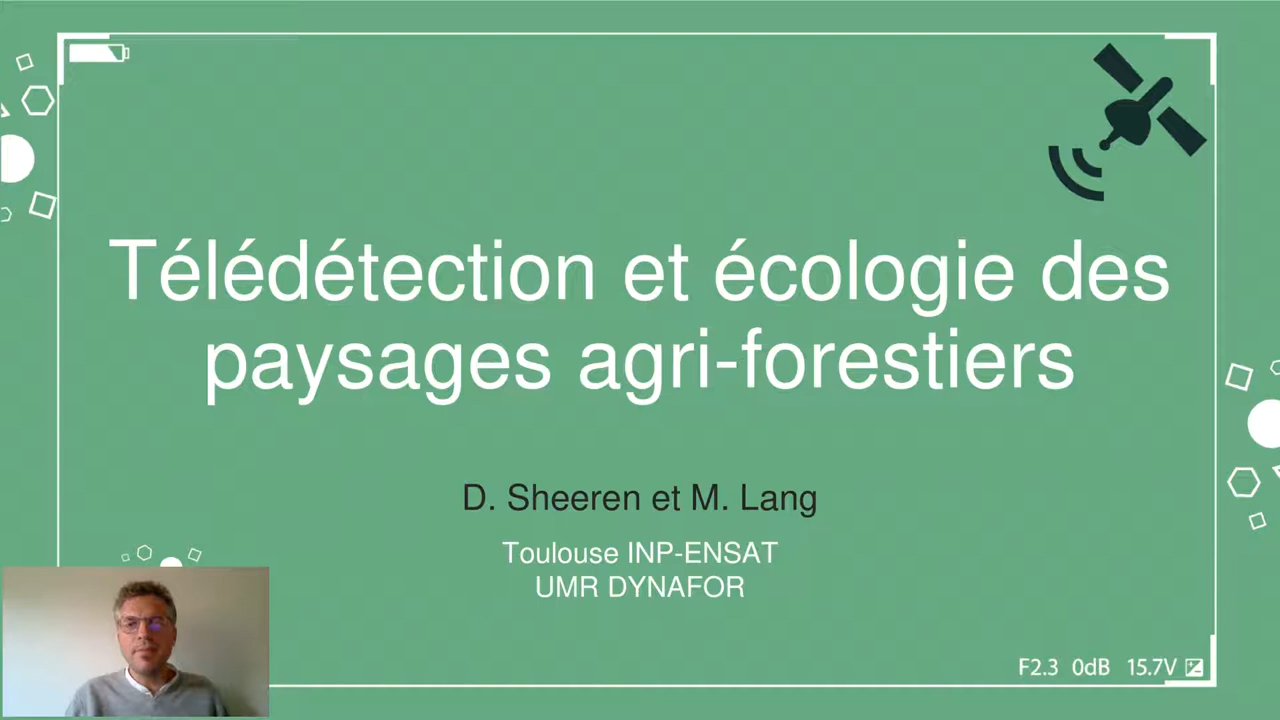 Télédétection et écologie des
paysages agri-forestiers
D. Sheeren et M. Lang
Toulouse INP-ENSAT
UMR DYNAFOR
F2.3 0dB 15.7V